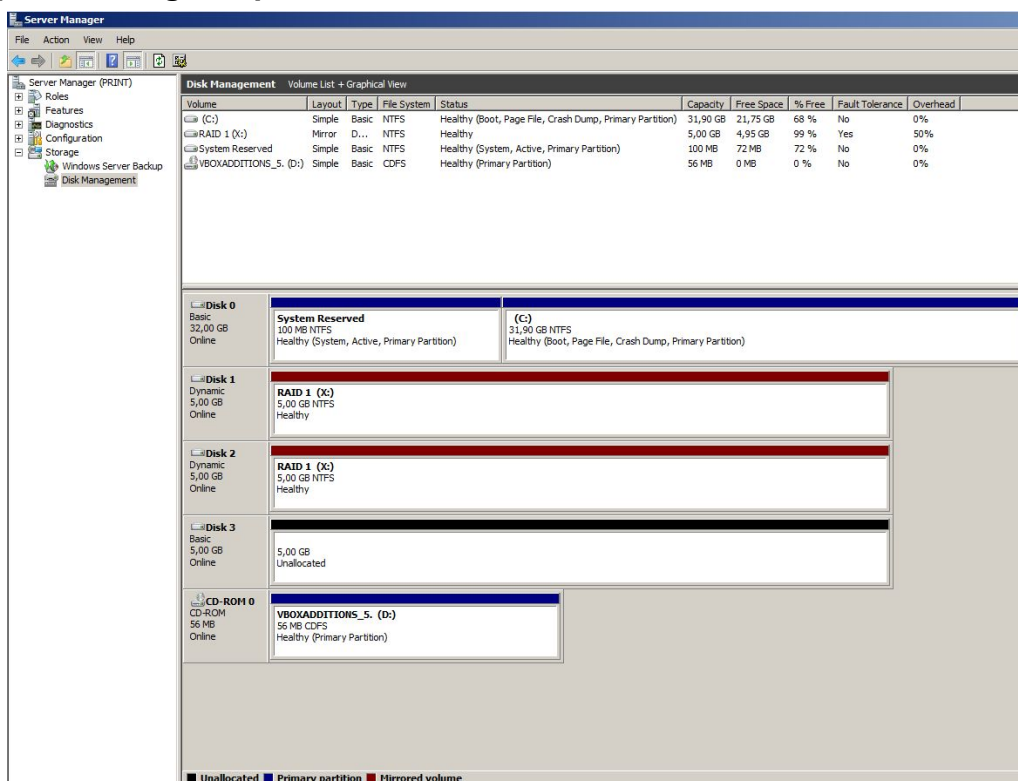 Server Manager
File Action View Help
Server Manager (PRINT)
Roles
Features
Diagnostics
Configuration
Storage
Windows Server Backup
Disk Management
Disk Management Volume List + Graphical View
Volume Layout Type File System Status Capacity Free Space % Free Fault Tolerance Overhead
(C:) Simple Basic NTFS Healthy (Boot, Page File, Crash Dump, Primary Partition) 31,90 GB 21,75 GB 68 % No 0%
RAID 1 (X:) Mirror D... NTFS Healthy 5,00 GB 4,95 GB 99 % Yes 50%
System Reserved Simple Basic NTFS Healthy (System, Active, Primary Partition) 100 MB 72 MB 72 % No 0%
VBOXADDITIONS_5. (D:) Simple Basic CDFS Healthy (Primary Partition) 56 MB 0 MB 0 % No 0%
Disk 0
Basic
32,00 GB
Online
System Reserved
100 MB NTFS
Healthy (System, Active, Primary Partition)
(C:)
31,90 GB NTFS
Healthy (Boot, Page File, Crash Dump, Primary Partition)
Disk 1
Dynamic
5,00 GB
Online
RAID 1 (X:)
5,00 GB NTFS
Healthy
Disk 2
Dynamic
5,00 GB
Online
RAID 1 (X:)
5,00 GB NTFS
Healthy
Disk 3
Basic
5,00 GB
Online
5,00 GB
Unallocated
CD-ROM 0
CD-ROM
56 MB
Online
VBOXADDITIONS_5. (D:)
56 MB CDFS
Healthy (Primary Partition)
Unallocated Primary partition Mirrored volume